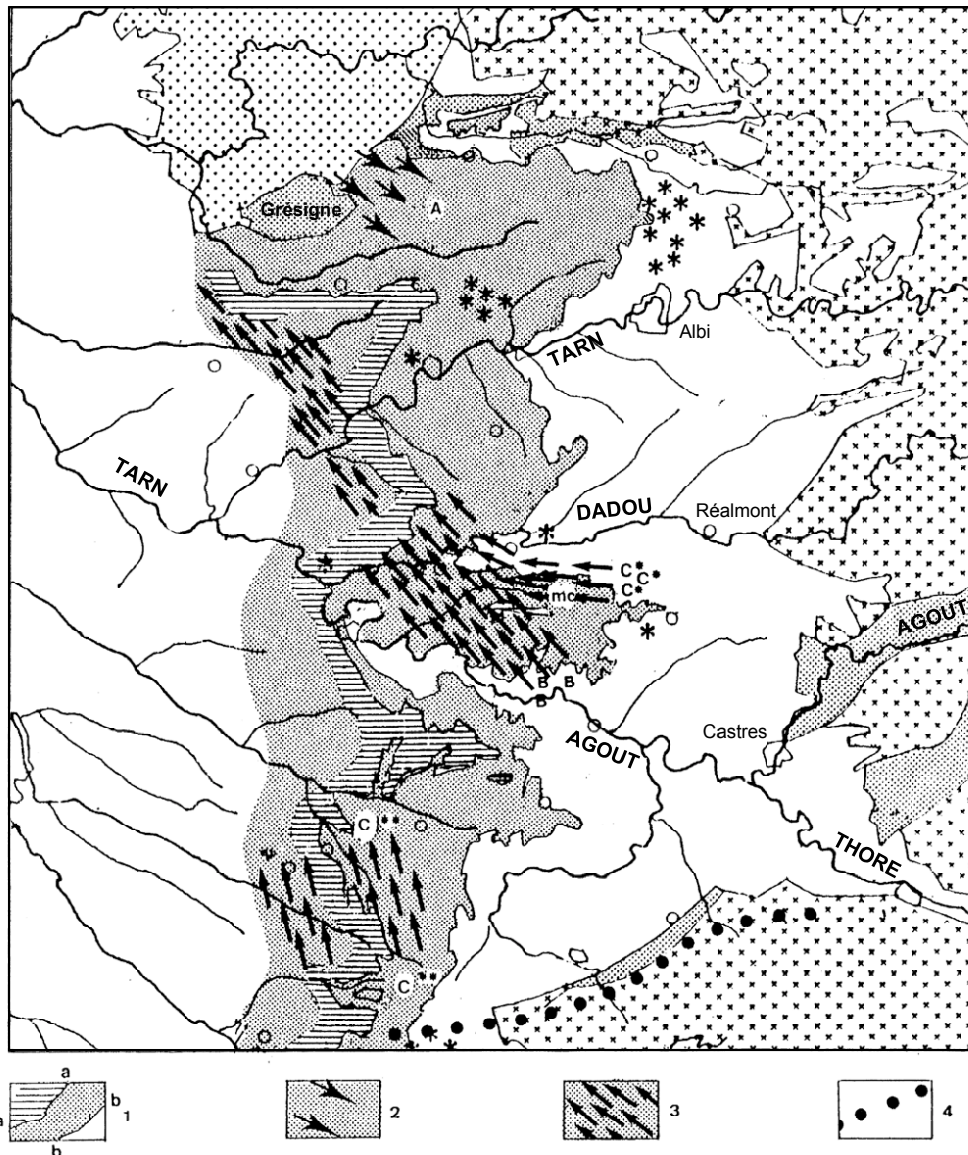 Grésigne
A
TARN
Albi
TARN
DADOU
Réalmont
C*
C*
C*
mc
AGOUT
B B
B
Castres
AGOUT
C **
THORE
C **
a
b
1
a
b
2
3
4